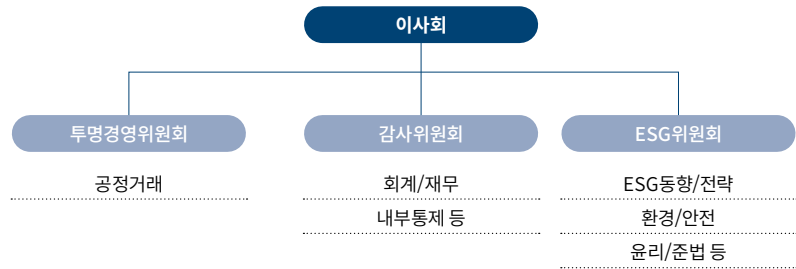 이사회
투명경영위원회
감사위원회
ESG위원회
공정거래
회계/재무
ESG동향/전략
내부통제 등
환경/안전
윤리/준법 등